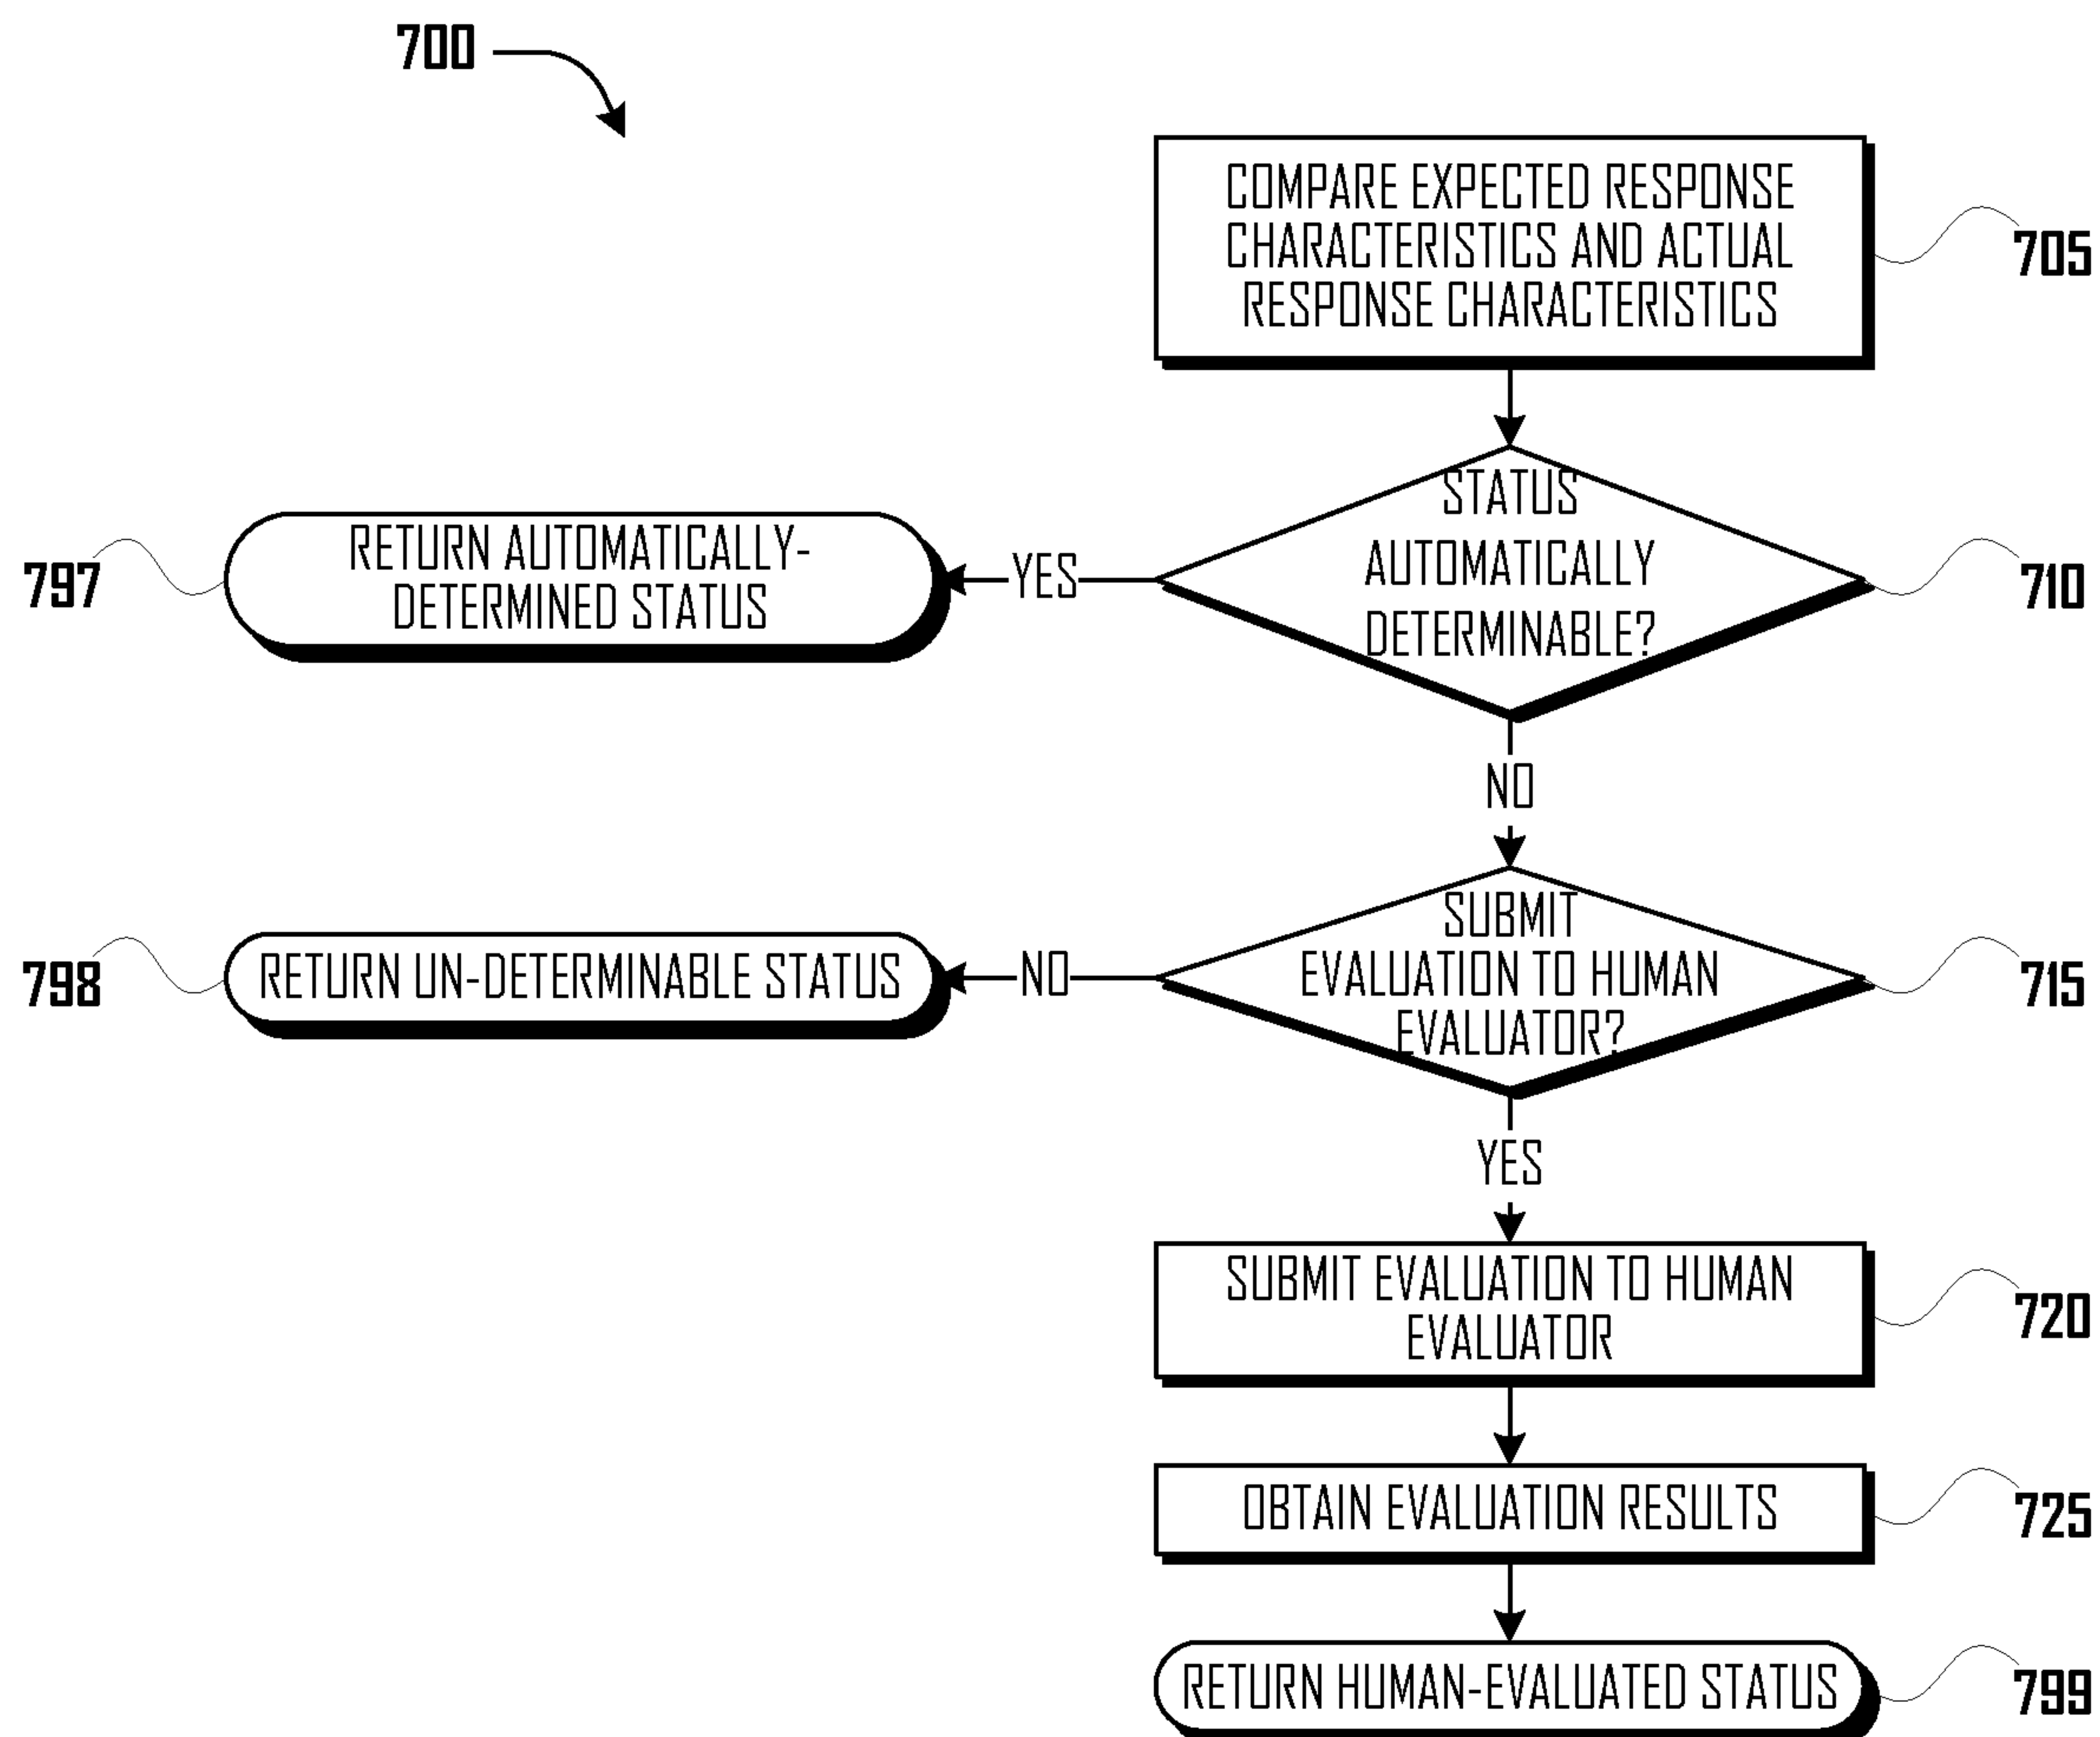 700
COMPARE EXPECTED RESPONSE
CHARACTERISTICS AND ACTUAL
RESPONSE CHARACTERISTICS
705
STATUS
AUTOMATICALLY
DETERMINABLE?
710
YES
RETURN AUTOMATICALLY-
DETERMINED STATUS
797
NO
SUBMIT
EVALUATION TO HUMAN
EVALUATOR?
715
NO
RETURN UN-DETERMINABLE STATUS
798
YES
SUBMIT EVALUATION TO HUMAN
EVALUATOR
720
OBTAIN EVALUATION RESULTS
725
RETURN HUMAN-EVALUATED STATUS
799